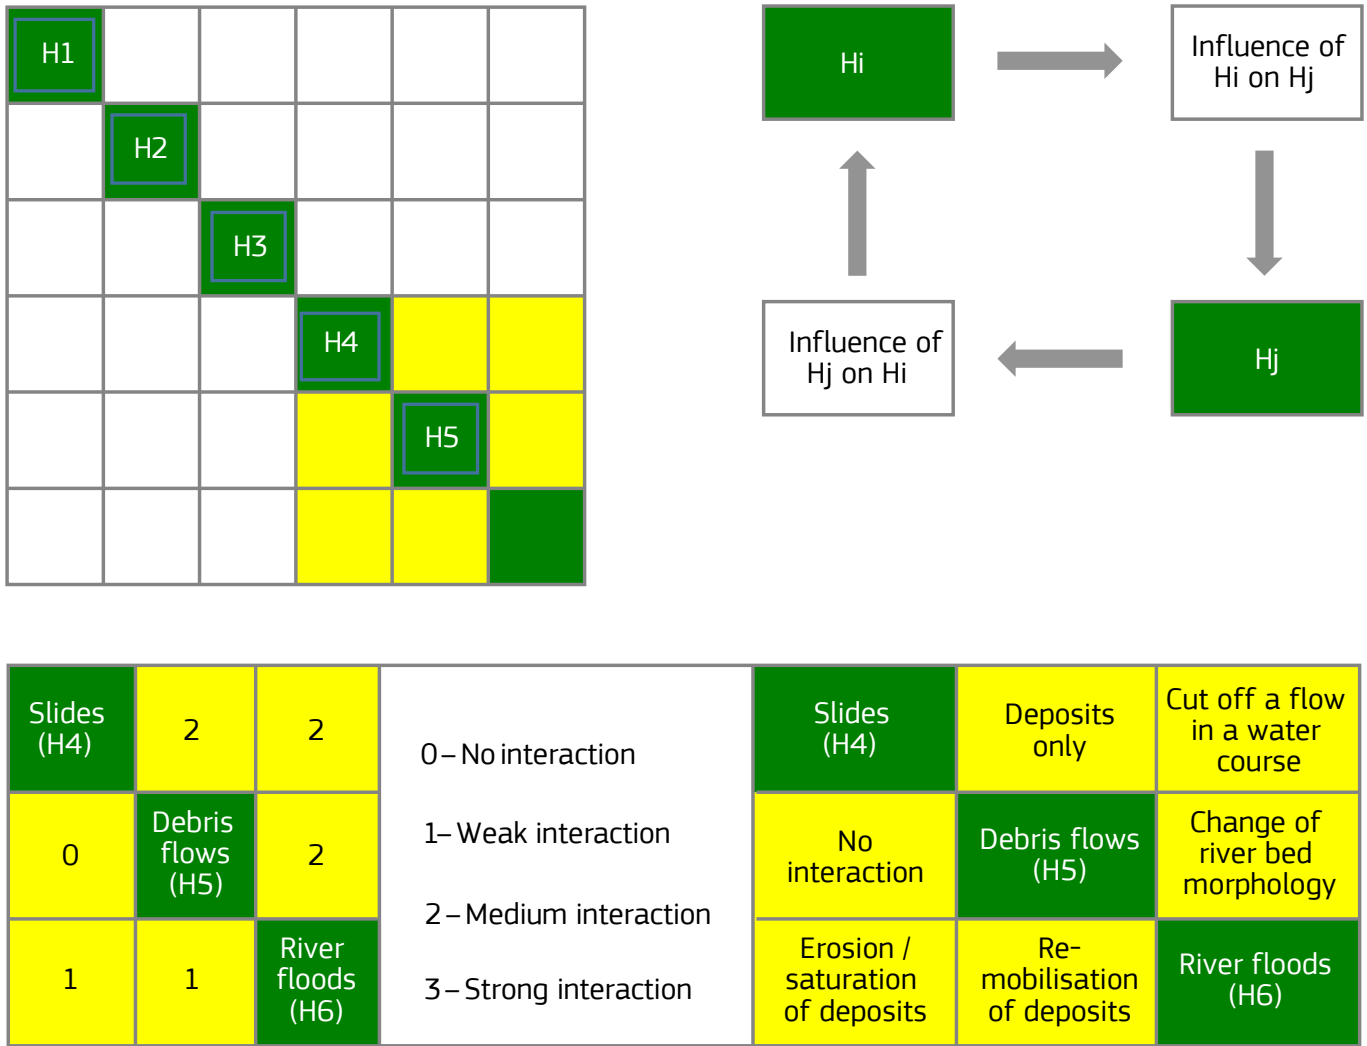 H1
H2
H3
H4
H5
Hi
Influence of
Hi on Hj
Influence of
Hj on Hi
Hj
Slides
(H4)
2
2
0
Debris
flows
(H5)
2
1
1
River
floods
(H6)
0 – No interaction
1 – Weak interaction
2 – Medium interaction
3 – Strong interaction
Slides
(H4)
Deposits
only
Cut off a flow
in a water
course
No
interaction
Debris flows
(H5)
Change of
river bed
morphology
Erosion /
saturation
of deposits
Re-
mobilisation
of deposits
River floods
(H6)